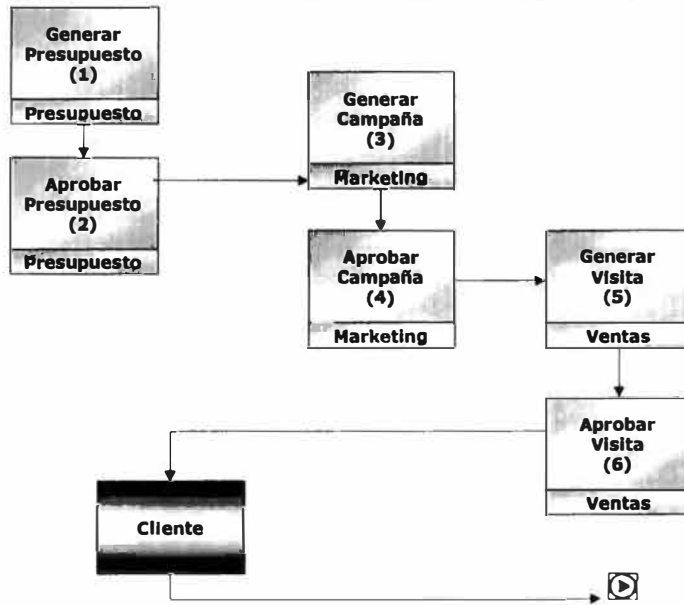 Generar
Presupuesto
(1)
Presupuesto
Aprobar
Presupuesto
(2)
Presupuesto
Generar
Campaña
(3)
Marketing
Aprobar
Campaña
(4)
Marketing
Generar
Visita
(5)
Ventas
Aprobar
Visita
(6)
Ventas
Cliente